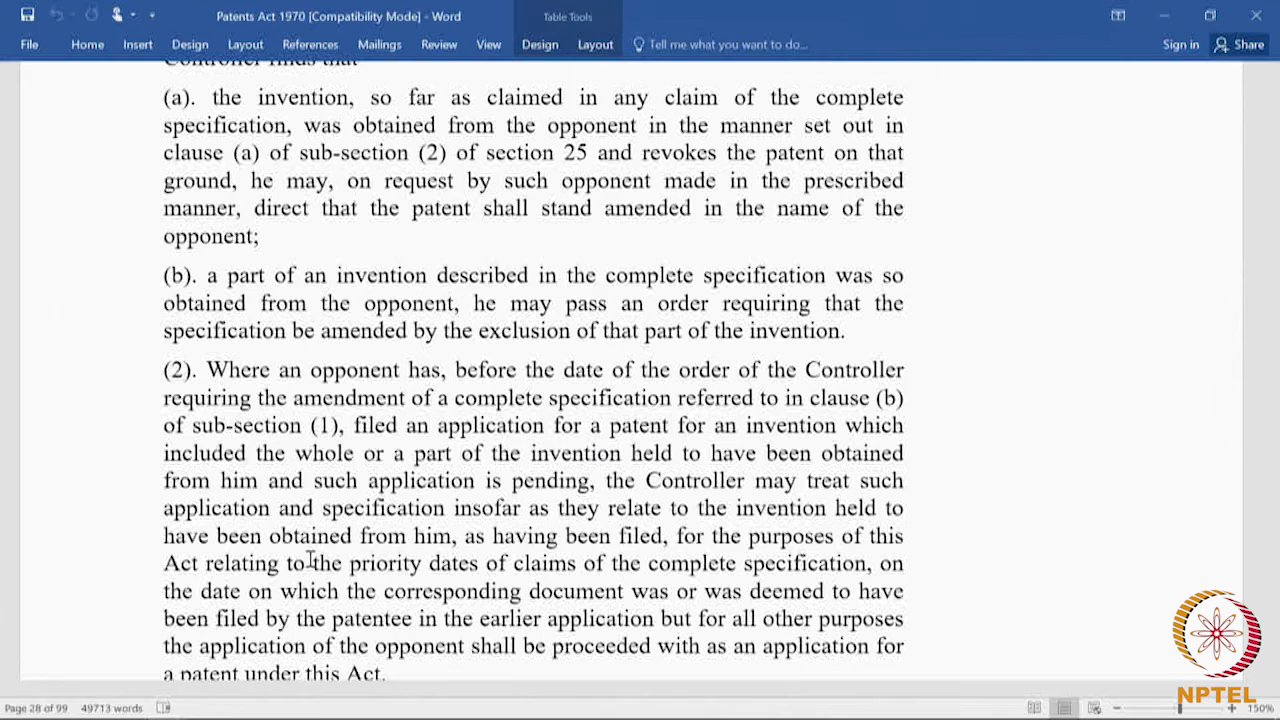 Patents Act 1970 [Compatibility Mode] - Word
Table Tools
File Home Insert Design Layout References Mailings Review View Design Layout Tell me what you want to do... Sign in Share
Controller finds that
(a). the invention, so far as claimed in any claim of the complete
specification, was obtained from the opponent in the manner set out in
clause (a) of sub-section (2) of section 25 and revokes the patent on that
ground, he may, on request by such opponent made in the prescribed
manner, direct that the patent shall stand amended in the name of the
opponent;
(b). a part of an invention described in the complete specification was so
obtained from the opponent, he may pass an order requiring that the
specification be amended by the exclusion of that part of the invention.
(2). Where an opponent has, before the date of the order of the Controller
requiring the amendment of a complete specification referred to in clause (b)
of sub-section (1), filed an application for a patent for an invention which
included the whole or a part of the invention held to have been obtained
from him and such application is pending, the Controller may treat such
application and specification insofar as they relate to the invention held to
have been obtained from him, as having been filed, for the purposes of this
Act relating to the priority dates of claims of the complete specification, on
the date on which the corresponding document was or was deemed to have
been filed by the patentee in the earlier application but for all other purposes
the application of the opponent shall be proceeded with as an application for
a patent under this Act.
NPTEL
Page 28 of 99 49713 words 150%